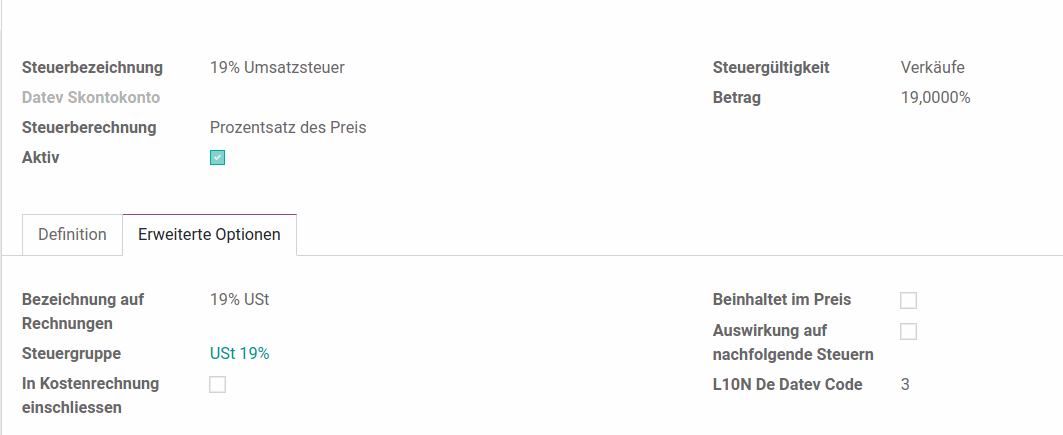 Steuerbezeichnung 19% Umsatzsteuer Steuergültigkeit Verkäufe
Datev Skontokonto Betrag 19,0000%
Steuerberechnung Prozentsatz des Preis
Aktiv
Definition Erweiterte Optionen
Bezeichnung auf 19% USt Beinhaltet im Preis
Rechnungen Auswirkung auf
Steuergruppe USt 19% nachfolgende Steuern
In Kostenrechnung L10N De Datev Code 3
einschliessen